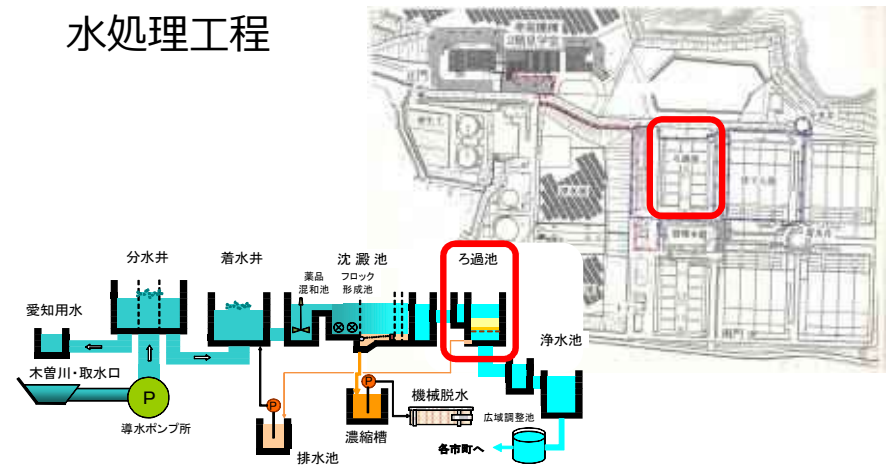 水処理工程
分水井
着水井
沈澱池
ろ過池
薬品
混和池
フロック
形成池
愛知用水
浄水池
木曽川・取水口
P
P
P
導水ポンプ所
機械脱水
濃縮槽
排水池
広域調整池
各市町へ